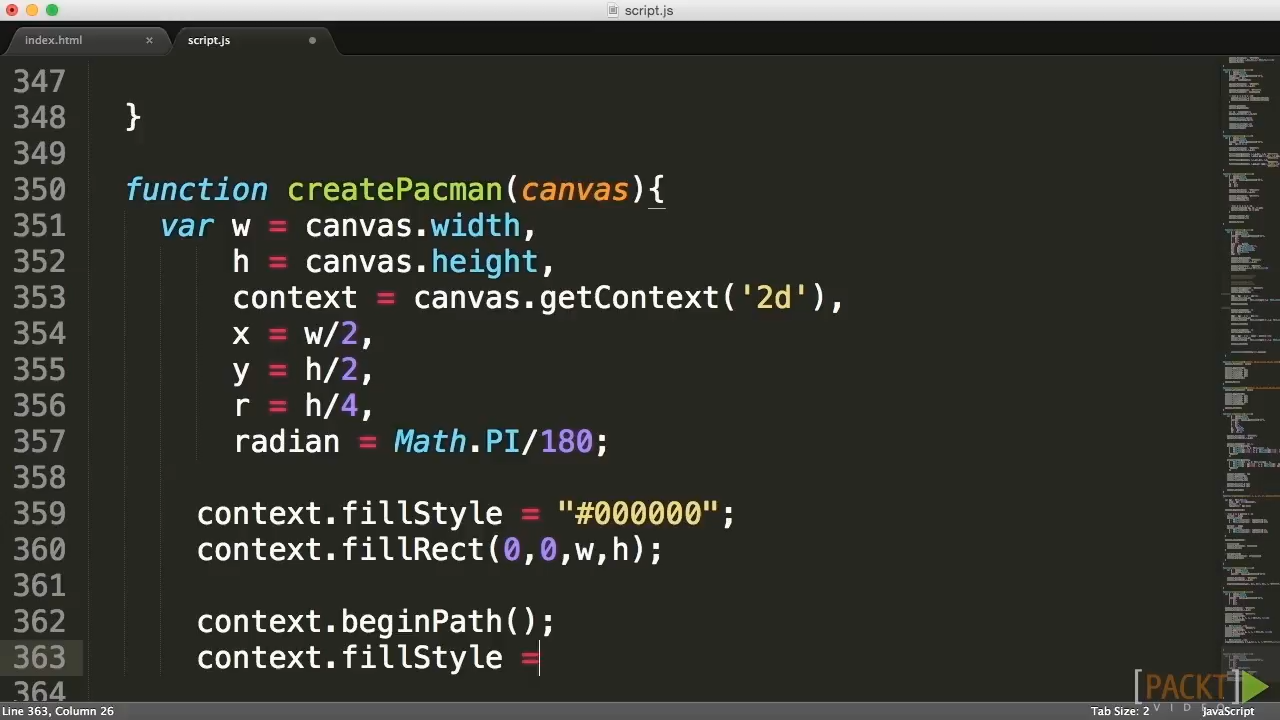 script.js
index.html ×
script.js
347
348 }
349
350 function createPacman(canvas){
351 var w = canvas.width,
352 h = canvas.height,
353 context = canvas.getContext('2d'),
354 x = w/2,
355 y = h/2,
356 r = h/4,
357 radian = Math.PI/180;
358
359 context.fillStyle = "#000000";
360 context.fillRect(0, ,w,h);
361
362 context.beginPath();
363 context.fillStyle =
364
PACKT
VIDEO
Line 363, Column 26 Tab Size: 2 JavaScript